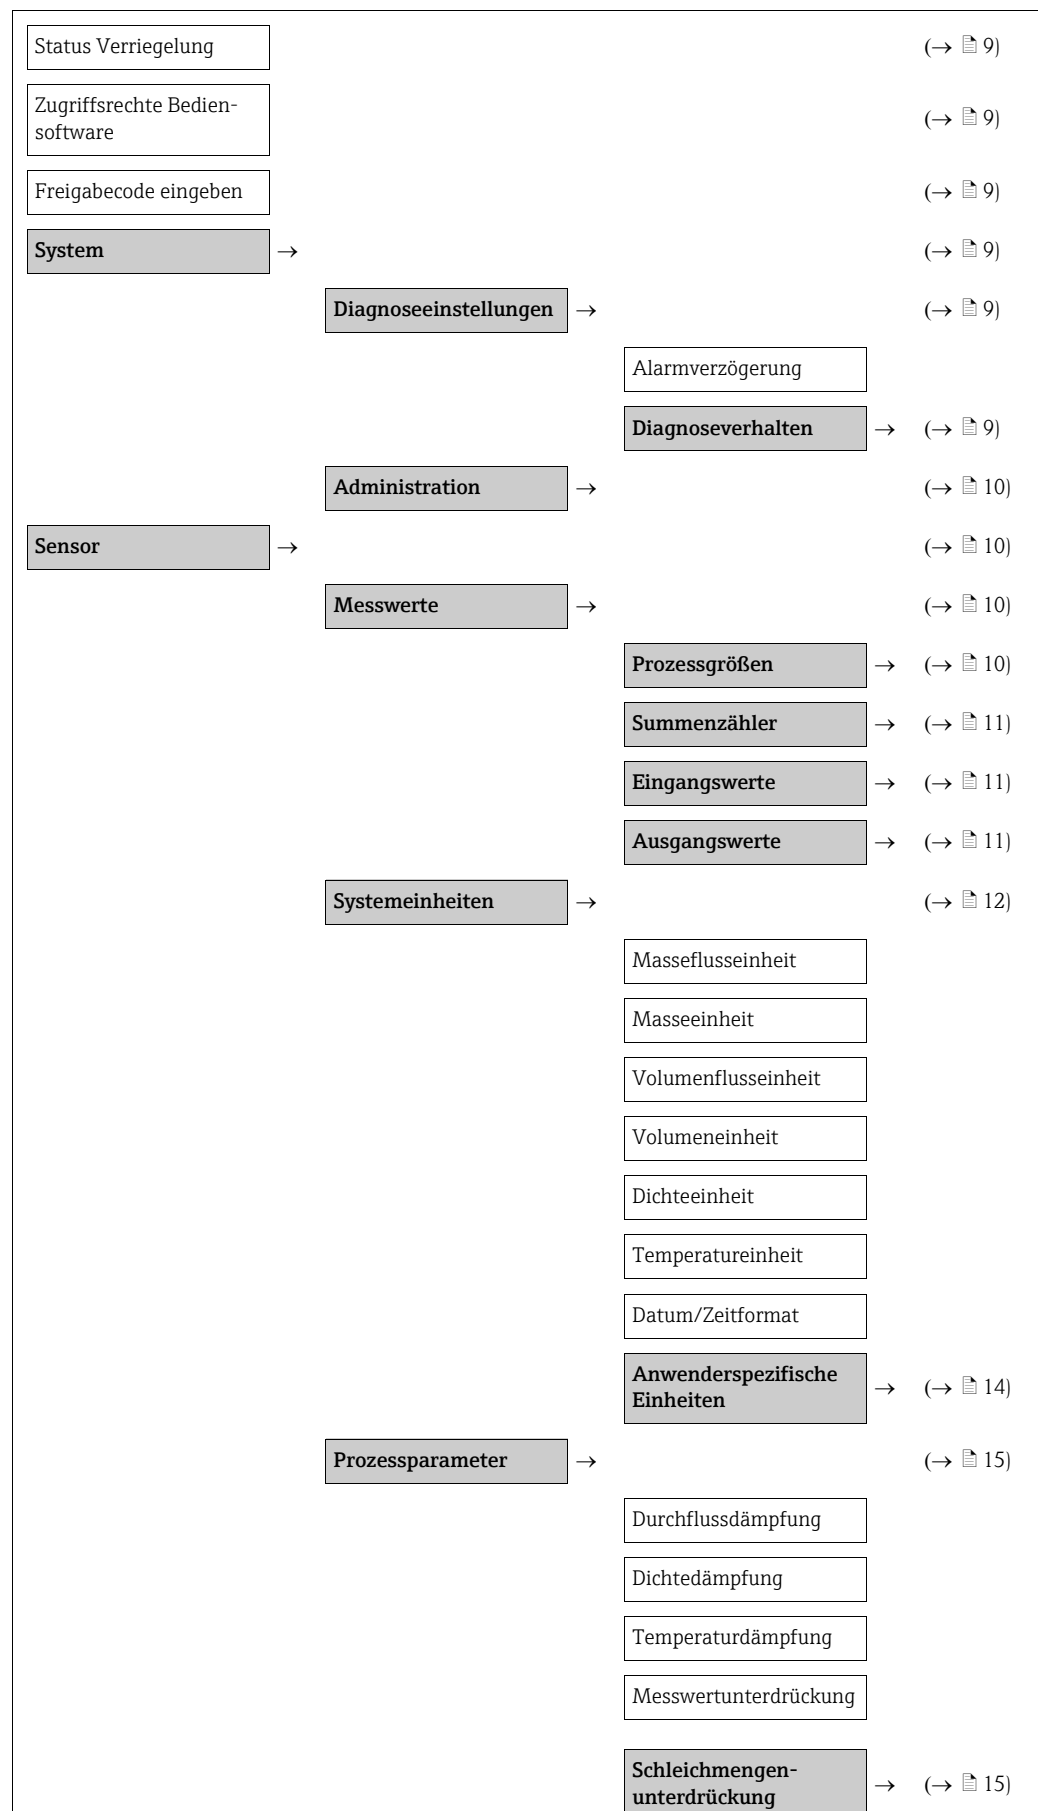 Status Verriegelung (→ 🖹 9)
Zugriffsrechte Bedien-
software (→ 🖹 9)
Freigabecode eingeben (→ 🖹 9)
System → (→ 🖹 9)
Diagnoseeinstellungen → (→ 🖹 9)
Alarmverzögerung
Diagnoseverhalten → (→ 🖹 9)
Administration → (→ 🖹 10)
Sensor → (→ 🖹 10)
Messwerte → (→ 🖹 10)
Prozessgrößen → (→ 🖹 10)
Summenzähler → (→ 🖹 11)
Eingangswerte → (→ 🖹 11)
Ausgangswerte → (→ 🖹 11)
Systemeinheiten → (→ 🖹 12)
Masseflusseinheit
Masseeinheit
Volumenflusseinheit
Volumeneinheit
Dichteeinheit
Temperatureinheit
Datum/Zeitformat
Anwenderspezifische
Einheiten → (→ 🖹 14)
Prozessparameter → (→ 🖹 15)
Durchflussdämpfung
Dichtedämpfung
Temperaturdämpfung
Messwertunterdrückung
Schleichmengen-
unterdrückung → (→ 🖹 15)